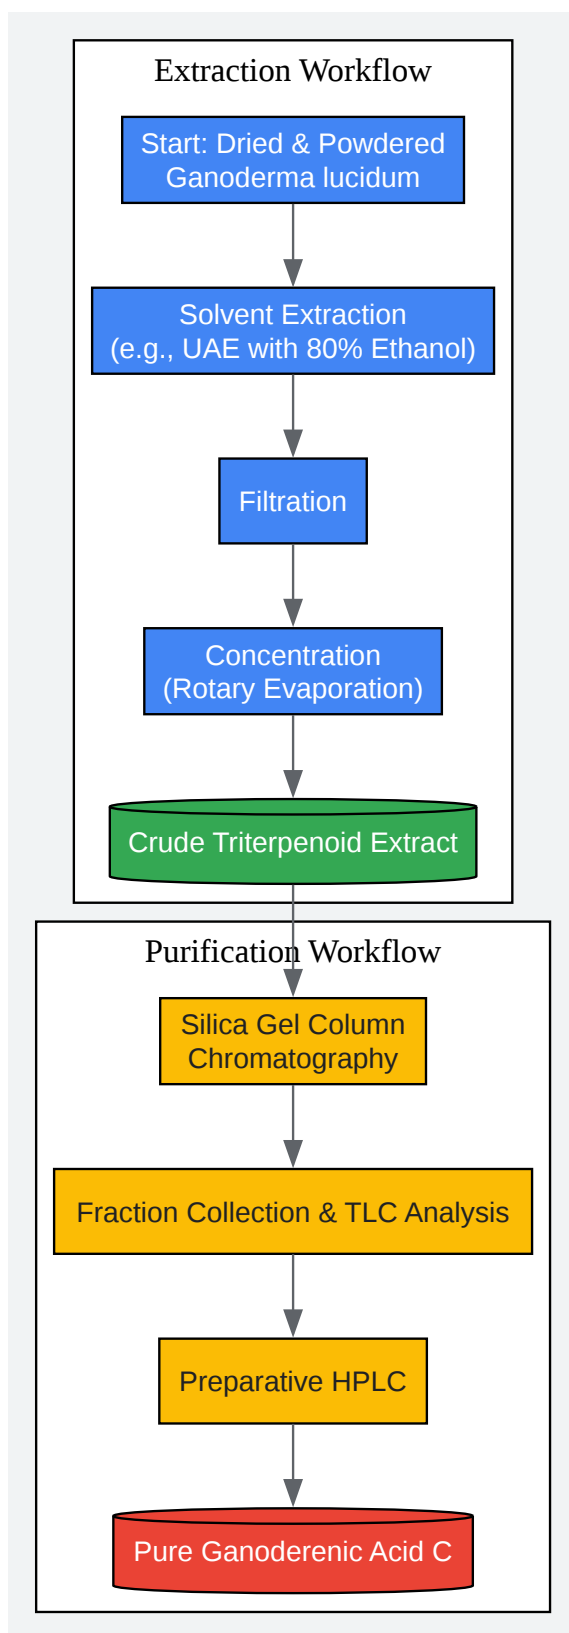 Extraction Workflow
Start: Dried & Powdered
Ganoderma lucidum
Solvent Extraction
(e.g., UAE with 80% Ethanol)
Filtration
Concentration
(Rotary Evaporation)
Crude Triterpenoid Extract
Purification Workflow
Silica Gel Column
Chromatography
Fraction Collection & TLC Analysis
Preparative HPLC
Pure Ganoderenic Acid C